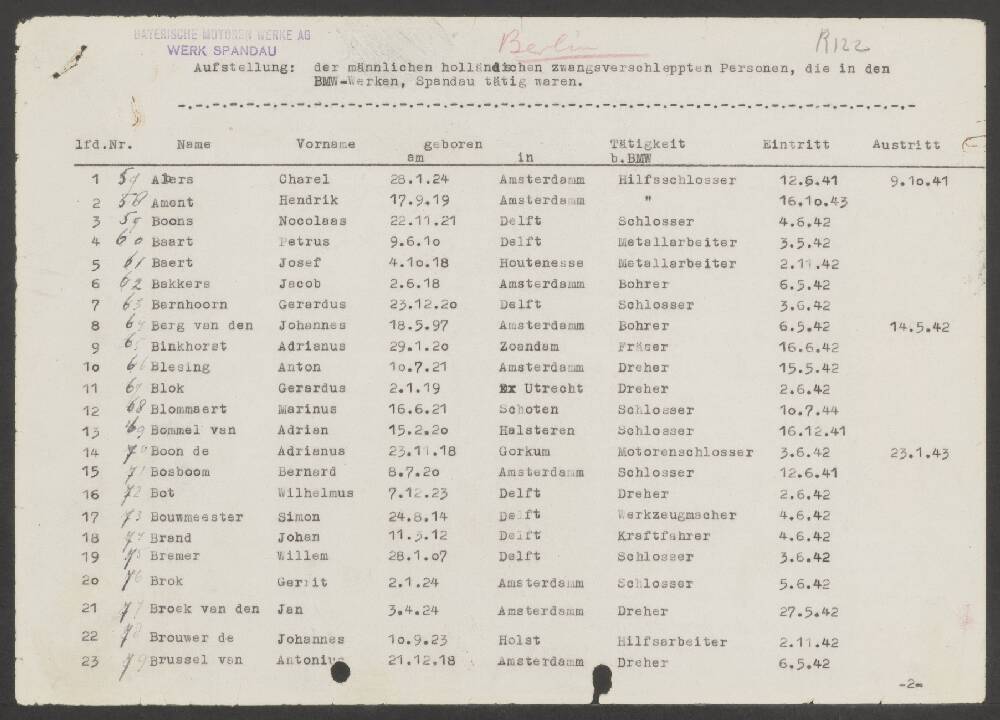 BAYERISCHE MOTOREN WERKE AG
WERK SPANDAU
Berlin
R122
Aufstellung: der männlichen holländischen zwangsverschleppten Personen, die in den
BMW-Werken, Spandau tätig waren.
lfd.Nr. Name Vorname geboren Tätigkeit Eintritt Austritt
am in b.BMW
1 Charel 28.1.24 Amsterdamm Hilfsschlosser 12.6.41 9.10.41
2 58 Ament Hendrik 17.9.19 Amsterdamm " 16.10.43
3 59 Boons Nocolaas 22.11.21 Delft Schlosser 4.6.42
4 60 Baart Petrus 9.6.10 Delft Metallarbeiter 3.5.42
5 61 Baert Josef 4.10.18 Houtenesse Metallarbeiter 2.11.42
6 62 Bakkers Jacob 2.6.18 Amsterdamm Bohrer 6.5.42
7 63 Barnhoorn Gerardus 23.12.20 Delft Schlosser 3.6.42
8 64 Berg van den Johannes 18.5.97 Amsterdamm Bohrer 6.5.42 14.5.42
9 65 Binkhorst Adrianus 29.1.20 Zoandam Fräser 16.6.42
10 66 Blesing Anton 10.7.21 Amsterdamm Dreher 15.5.42
11 67 Blok Gerardus 2.1.19 Utrecht Dreher 2.6.42
12 68 Blommaert Marinus 16.6.21 Schoten Schlosser 10.7.44
13 69 Bommel van Adrian 15.2.20 Halsteren Schlosser 16.12.41
14 70 Boon de Adrianus 23.11.18 Gorkum Motorenschlosser 3.6.42 23.1.43
15 71 Bosboom Bernard 8.7.20 Amsterdamm Schlosser 12.6.41
16 72 Bot Wilhelmus 7.12.23 Delft Dreher 2.6.42
17 73 Bouwmeester Simon 24.8.14 Delft Werkzeugmacher 4.6.42
18 74 Brand Johan 11.3.12 Delft Kraftfahrer 4.6.42
19 75 Bremer Willem 28.1.07 Delft Schlosser 3.6.42
20 76 Brok Gerrit 2.1.24 Amsterdamm Schlosser 5.6.42
21 77 Broek van den Jan 3.4.24 Amsterdamm Dreher 27.5.42
22 78 Brouwer de Johannes 10.9.23 Holst Hilfsarbeiter 2.11.42
23 79 Brussel van Antonius 21.12.18 Amsterdamm Dreher 6.5.42
-2-